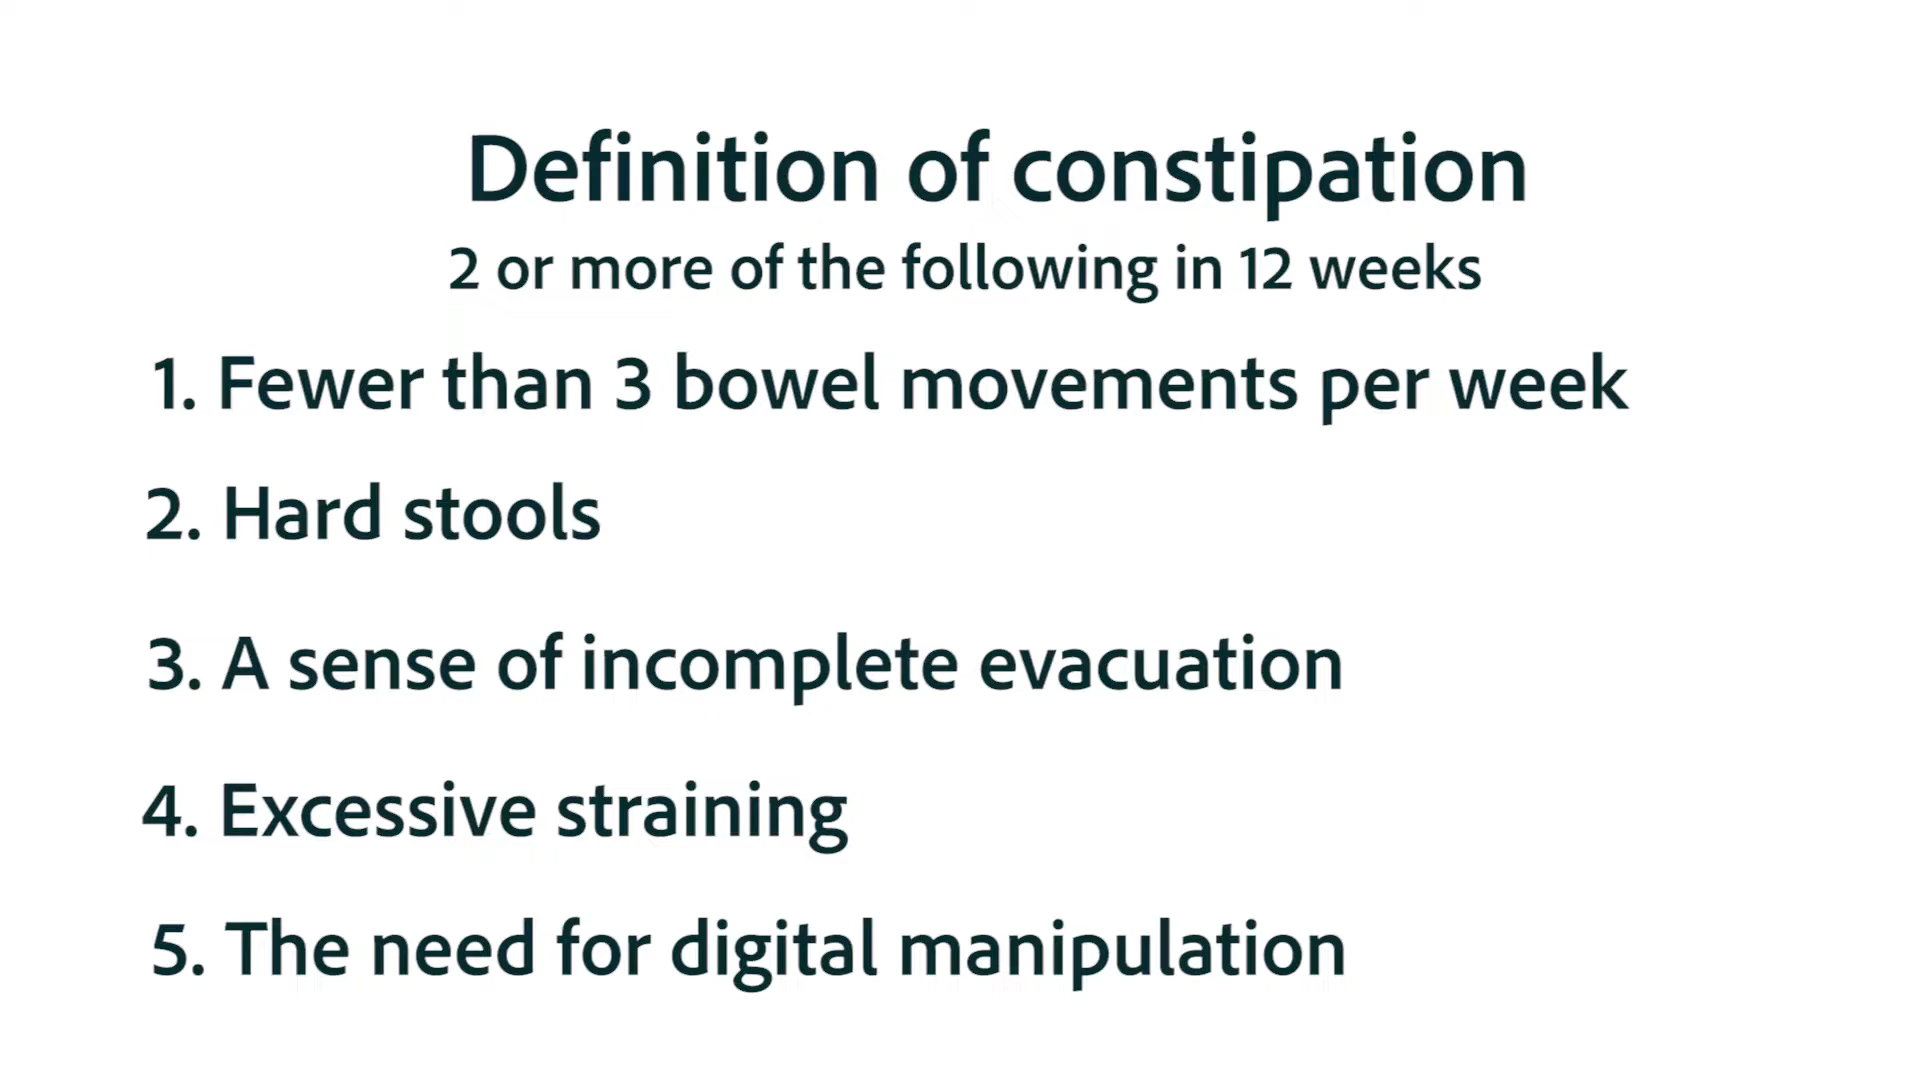 Definition of constipation
2 or more of the following in 12 weeks
1. Fewer than 3 bowel movements per week
2. Hard stools
3. A sense of incomplete evacuation
4. Excessive straining
5. The need for digital manipulation